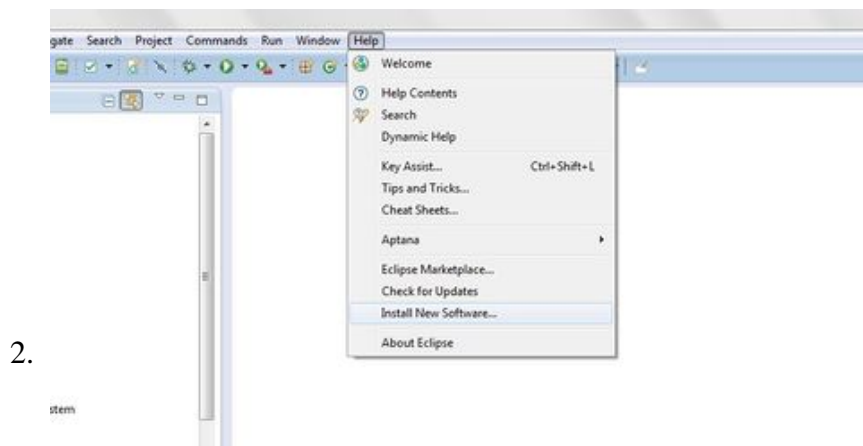 gate Search Project Commands Run Window Help
Welcome
Help Contents
Search
Dynamic Help
Key Assist... Ctrl+Shift+L
Tips and Tricks...
Cheat Sheets...
Aptana
Eclipse Marketplace...
Check for Updates
Install New Software...
About Eclipse
2.
stem